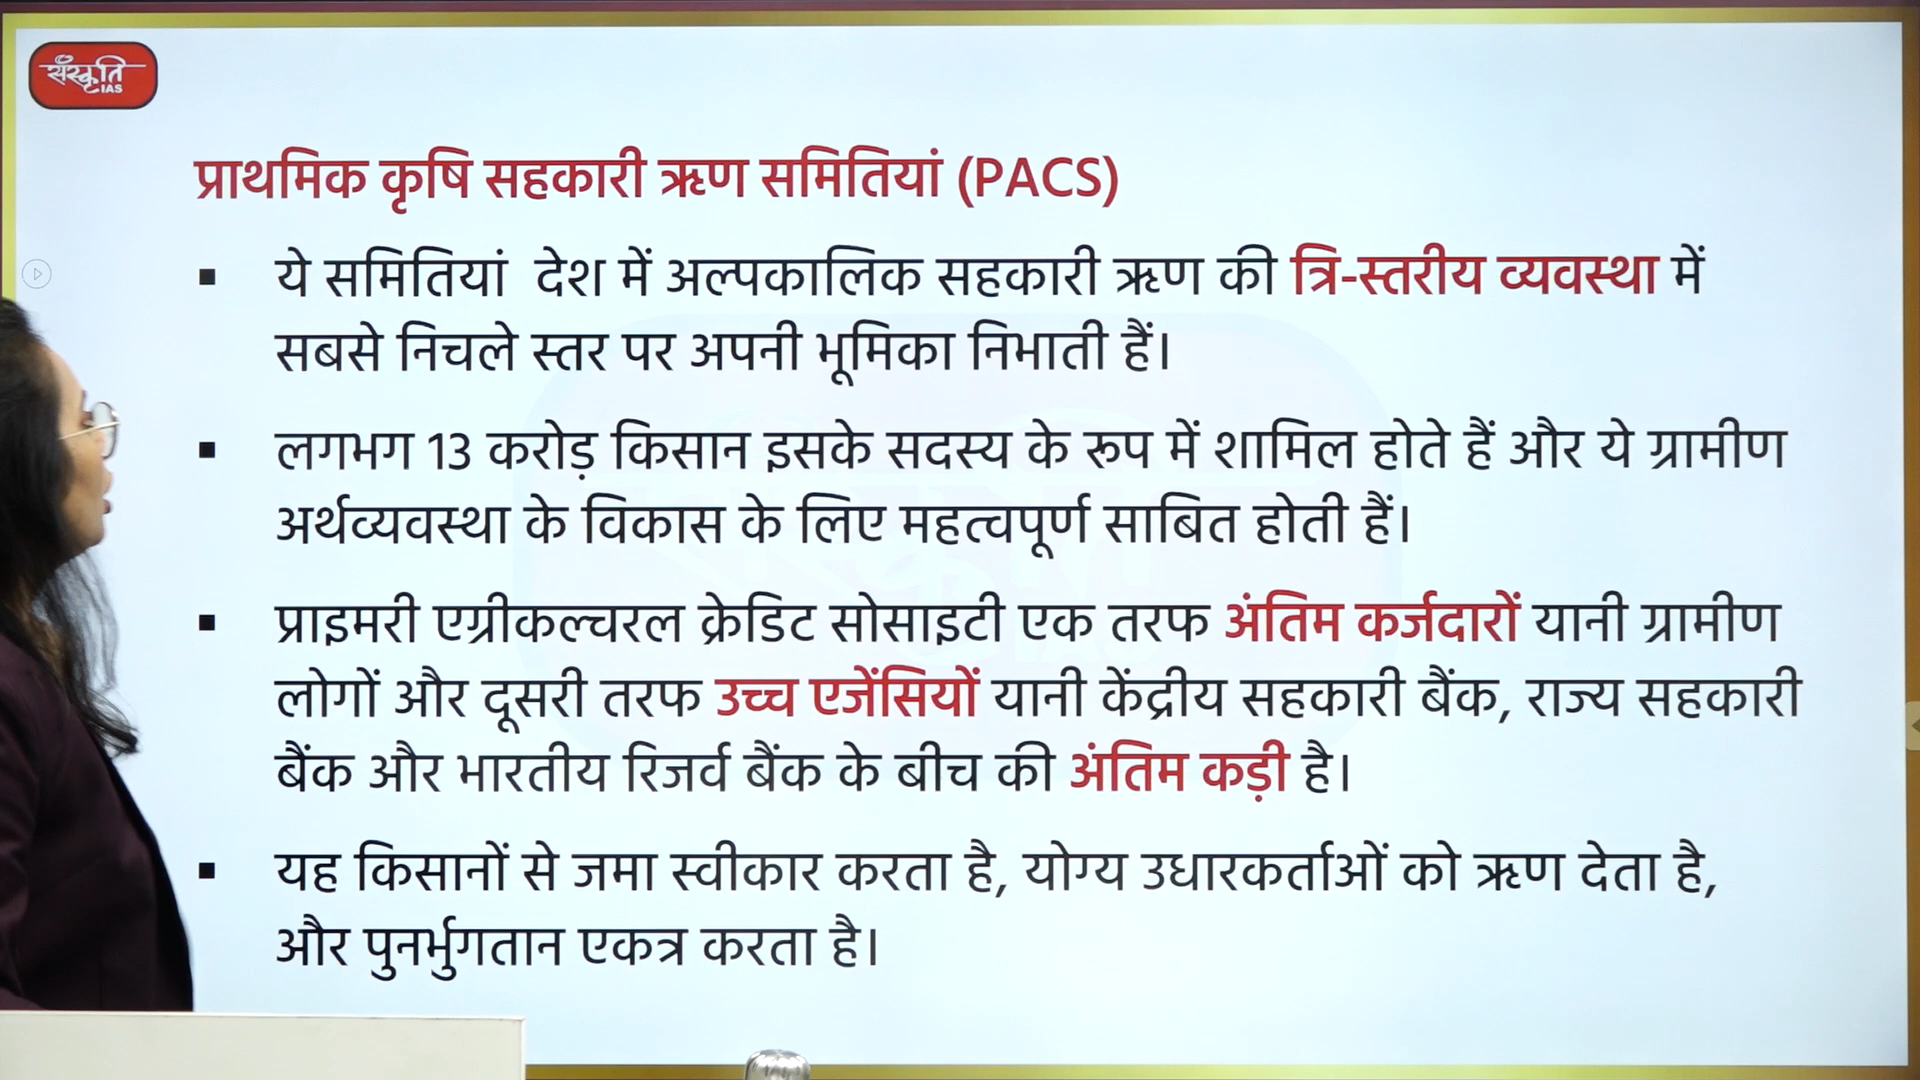 संस्कृति
IAS
प्राथमिक कृषि सहकारी ऋण समितियां (PACS)
▪ ये समितियां देश में अल्पकालिक सहकारी ऋण की त्रि-स्तरीय व्यवस्था में
सबसे निचले स्तर पर अपनी भूमिका निभाती हैं।
▪ लगभग 13 करोड़ किसान इसके सदस्य के रूप में शामिल होते हैं और ये ग्रामीण
अर्थव्यवस्था के विकास के लिए महत्वपूर्ण साबित होती हैं।
▪ प्राइमरी एग्रीकल्चरल क्रेडिट सोसाइटी एक तरफ अंतिम कर्जदारों यानी ग्रामीण
लोगों और दूसरी तरफ उच्च एजेंसियों यानी केंद्रीय सहकारी बैंक, राज्य सहकारी
बैंक और भारतीय रिजर्व बैंक के बीच की अंतिम कड़ी है।
▪ यह किसानों से जमा स्वीकार करता है, योग्य उधारकर्ताओं को ऋण देता है,
और पुनर्भुगतान एकत्र करता है।